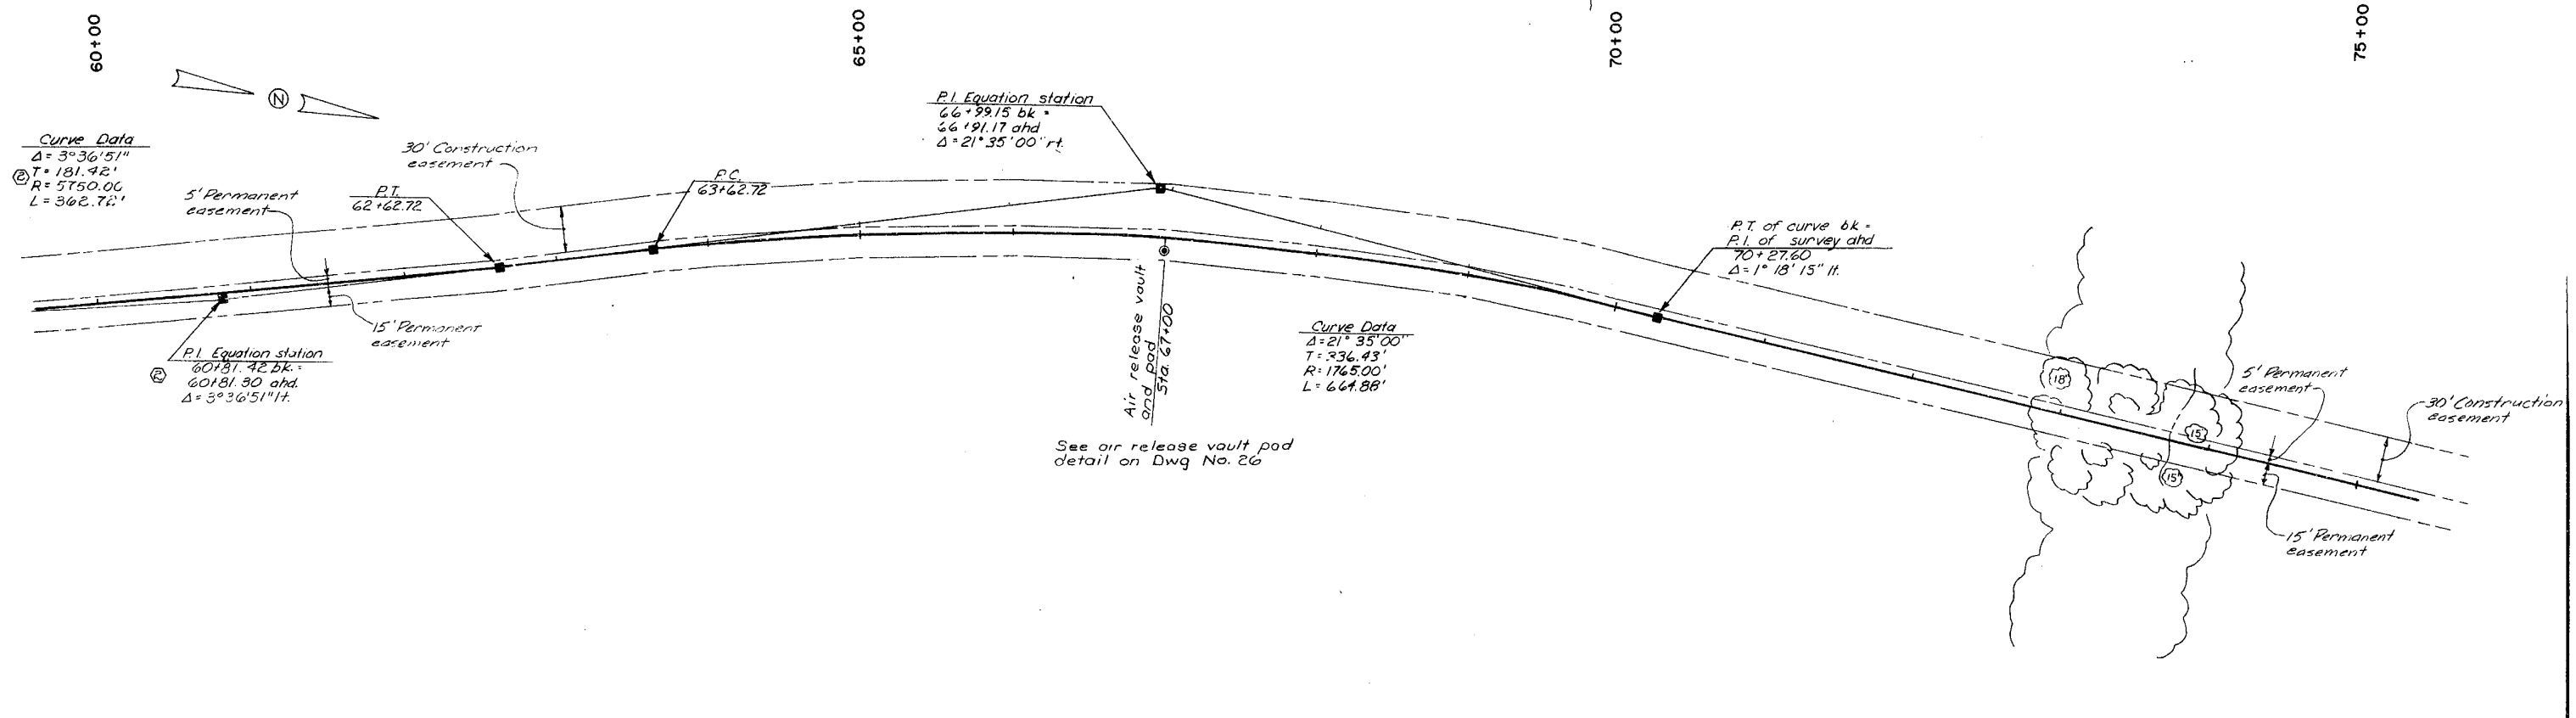 60+00
65+00
70+00
75+00
N
Curve Data
Δ= 3°36'51"
2 T= 181.42'
R= 5750.00
L= 362.72'
5' Permanent
easement
P.T.
62+62.72
30' Construction
easement
P.C.
63+62.72
P.I. Equation station
66+99.15 bk =
66+91.17 ahd
Δ=21°35'00" rt.
P.T. of curve bk =
P.I. of survey ahd
70+27.60
Δ=1°18'15" lt.
15' Permanent
easement
P.I. Equation station
60+81.42 bk. =
2 60+81.30 ahd.
Δ= 3°36'51" lt.
Air release vault
and pad
Sta. 67+00
See air release vault pad
detail on Dwg No. 26
Curve Data
Δ=21°35'00"
T= 336.43'
R= 1765.00'
L= 664.88'
18"
15"
15"
5' Permanent
easement
30' Construction
easement
15' Permanent
easement